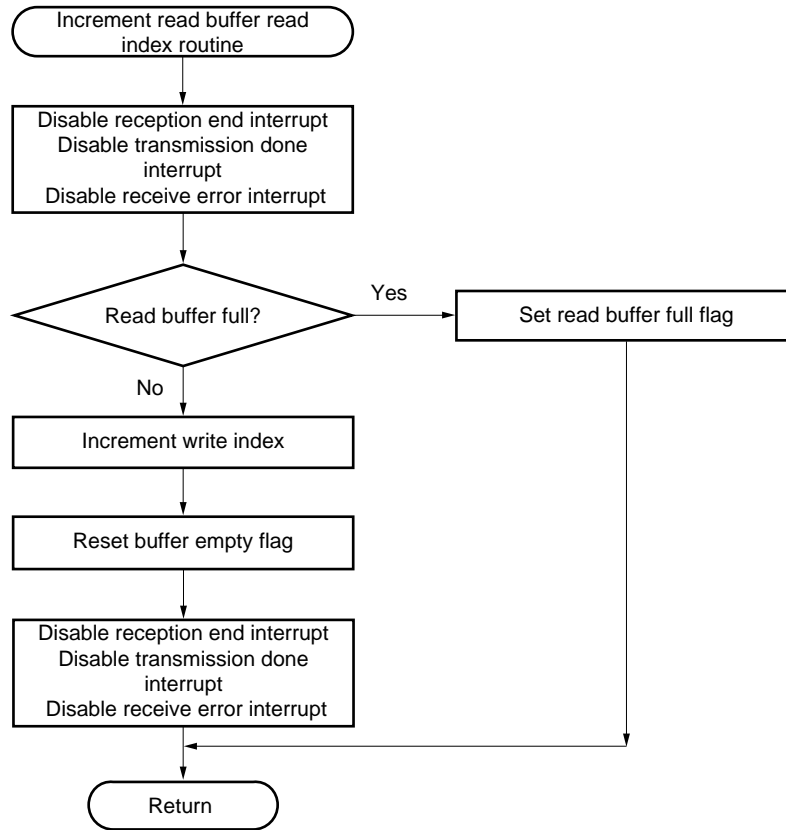 Increment read buffer read
index routine
Disable reception end interrupt
Disable transmission done
interrupt
Disable receive error interrupt
Read buffer full?
Yes
Set read buffer full flag
No
Increment write index
Reset buffer empty flag
Disable reception end interrupt
Disable transmission done
interrupt
Disable receive error interrupt
Return